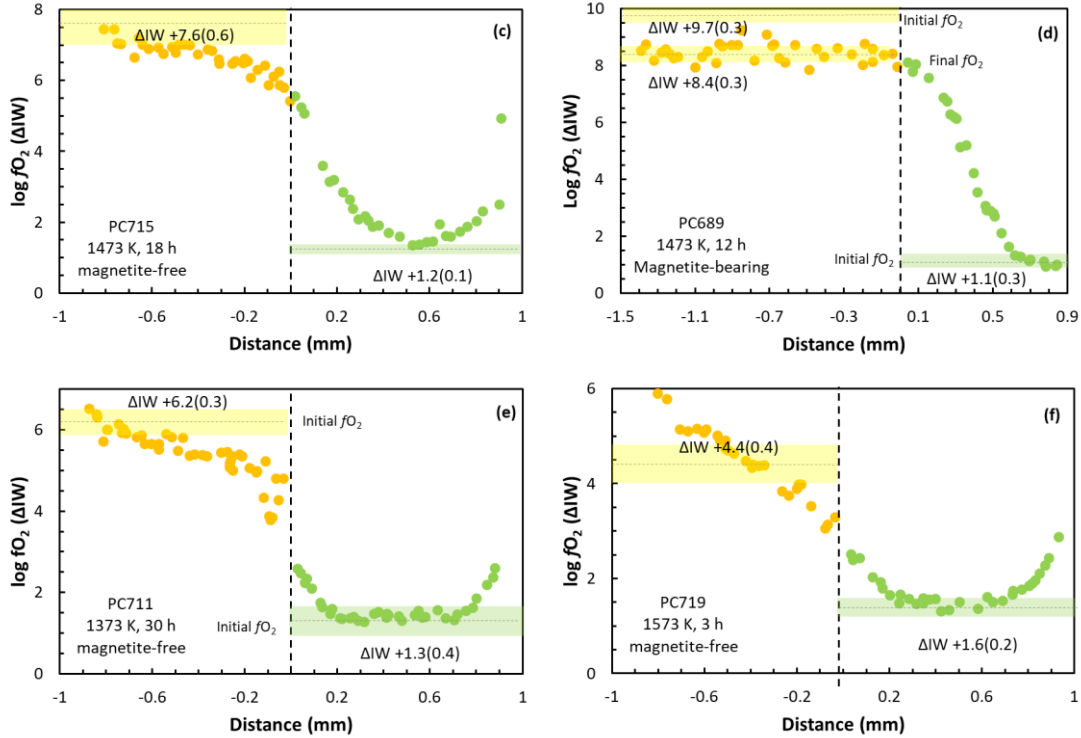 (c)
log fO₂ (ΔIW)
8
6
4
2
0
ΔIW +7.6(0.6)
PC715
1473 K, 18 h
magnetite-free
ΔIW +1.2(0.1)
-1 -0.6 -0.2 0.2 0.6 1
Distance (mm)
(d)
Log fO₂ (ΔIW)
10
8
6
4
2
0
Initial fO₂
ΔIW +9.7(0.3)
Final fO₂
ΔIW +8.4(0.3)
PC689
1473 K, 12 h
Magnetite-bearing
Initial fO₂
ΔIW +1.1(0.3)
-1.5 -1.1 -0.7 -0.3 0.1 0.5 0.9
Distance (mm)
(e)
log fO₂ (ΔIW)
6
4
2
0
ΔIW +6.2(0.3)
Initial fO₂
PC711
1373 K, 30 h
magnetite-free
Initial fO₂
ΔIW +1.3(0.4)
-1 -0.6 -0.2 0.2 0.6 1
Distance (mm)
(f)
log fO₂ (ΔIW)
6
4
2
0
ΔIW +4.4(0.4)
PC719
1573 K, 3 h
magnetite-free
ΔIW +1.6(0.2)
-1 -0.6 -0.2 0.2 0.6 1
Distance (mm)